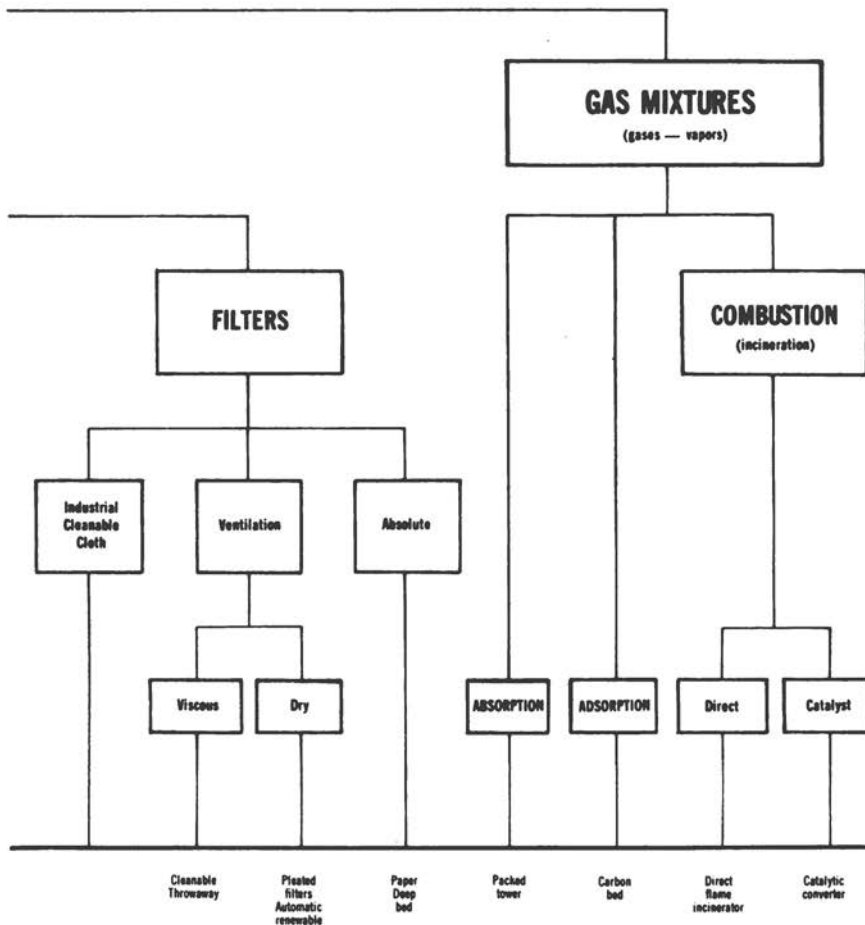 GAS MIXTURES
(gases — vapors)
FILTERS
COMBUSTION
(incineration)
Industrial
Cleanable
Cloth
Ventilation
Absolute
Viscous
Dry
ABSORPTION
ADSORPTION
Direct
Catalyst
Cleanable
Throwaway
Pleated
filters
Automatic
renewable
Paper
Deep
bed
Packed
tower
Carbon
bed
Direct
flame
incinerator
Catalytic
converter